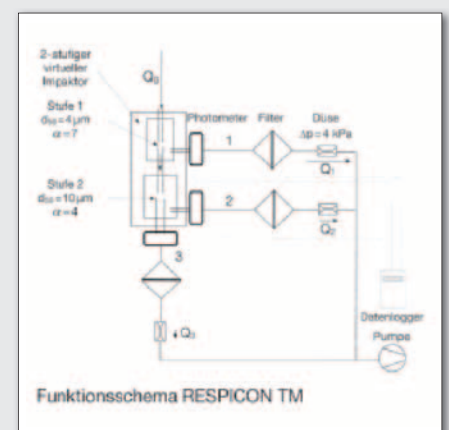 2-stufiger
virtueller
Impaktor
Q₀
Stufe 1
d₅₀=4µm
α=7
Photometer
Filter
Düse
Δp=4 kPa
1
Q₁
Stufe 2
d₅₀=10µm
α=4
2
Q₂
3
Q₃
Datenlogger
Pumpe
Funktionsschema RESPICON TM